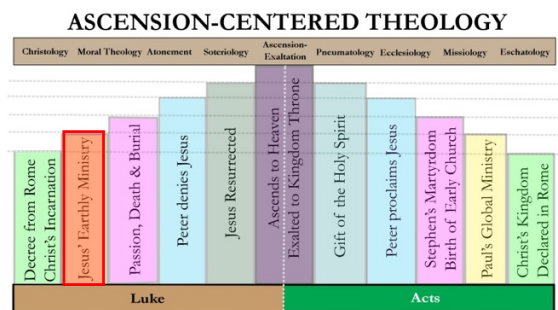 ASCENSION-CENTERED THEOLOGY
Christology
Moral Theology
Atonement
Soteriology
Ascension-
Exaltation
Pneumatology
Ecclesiology
Missiology
Eschatology
Decree from Rome
Christ's Incarnation
Jesus' Earthly Ministry
Passion, Death & Burial
Peter denies Jesus
Jesus Resurrected
Ascends to Heaven
Exalted to Kingdom Throne
Gift of the Holy Spirit
Peter proclaims Jesus
Stephen's Martyrdom
Birth of Early Church
Paul's Global Ministry
Christ's Kingdom
Declared in Rome
Luke
Acts